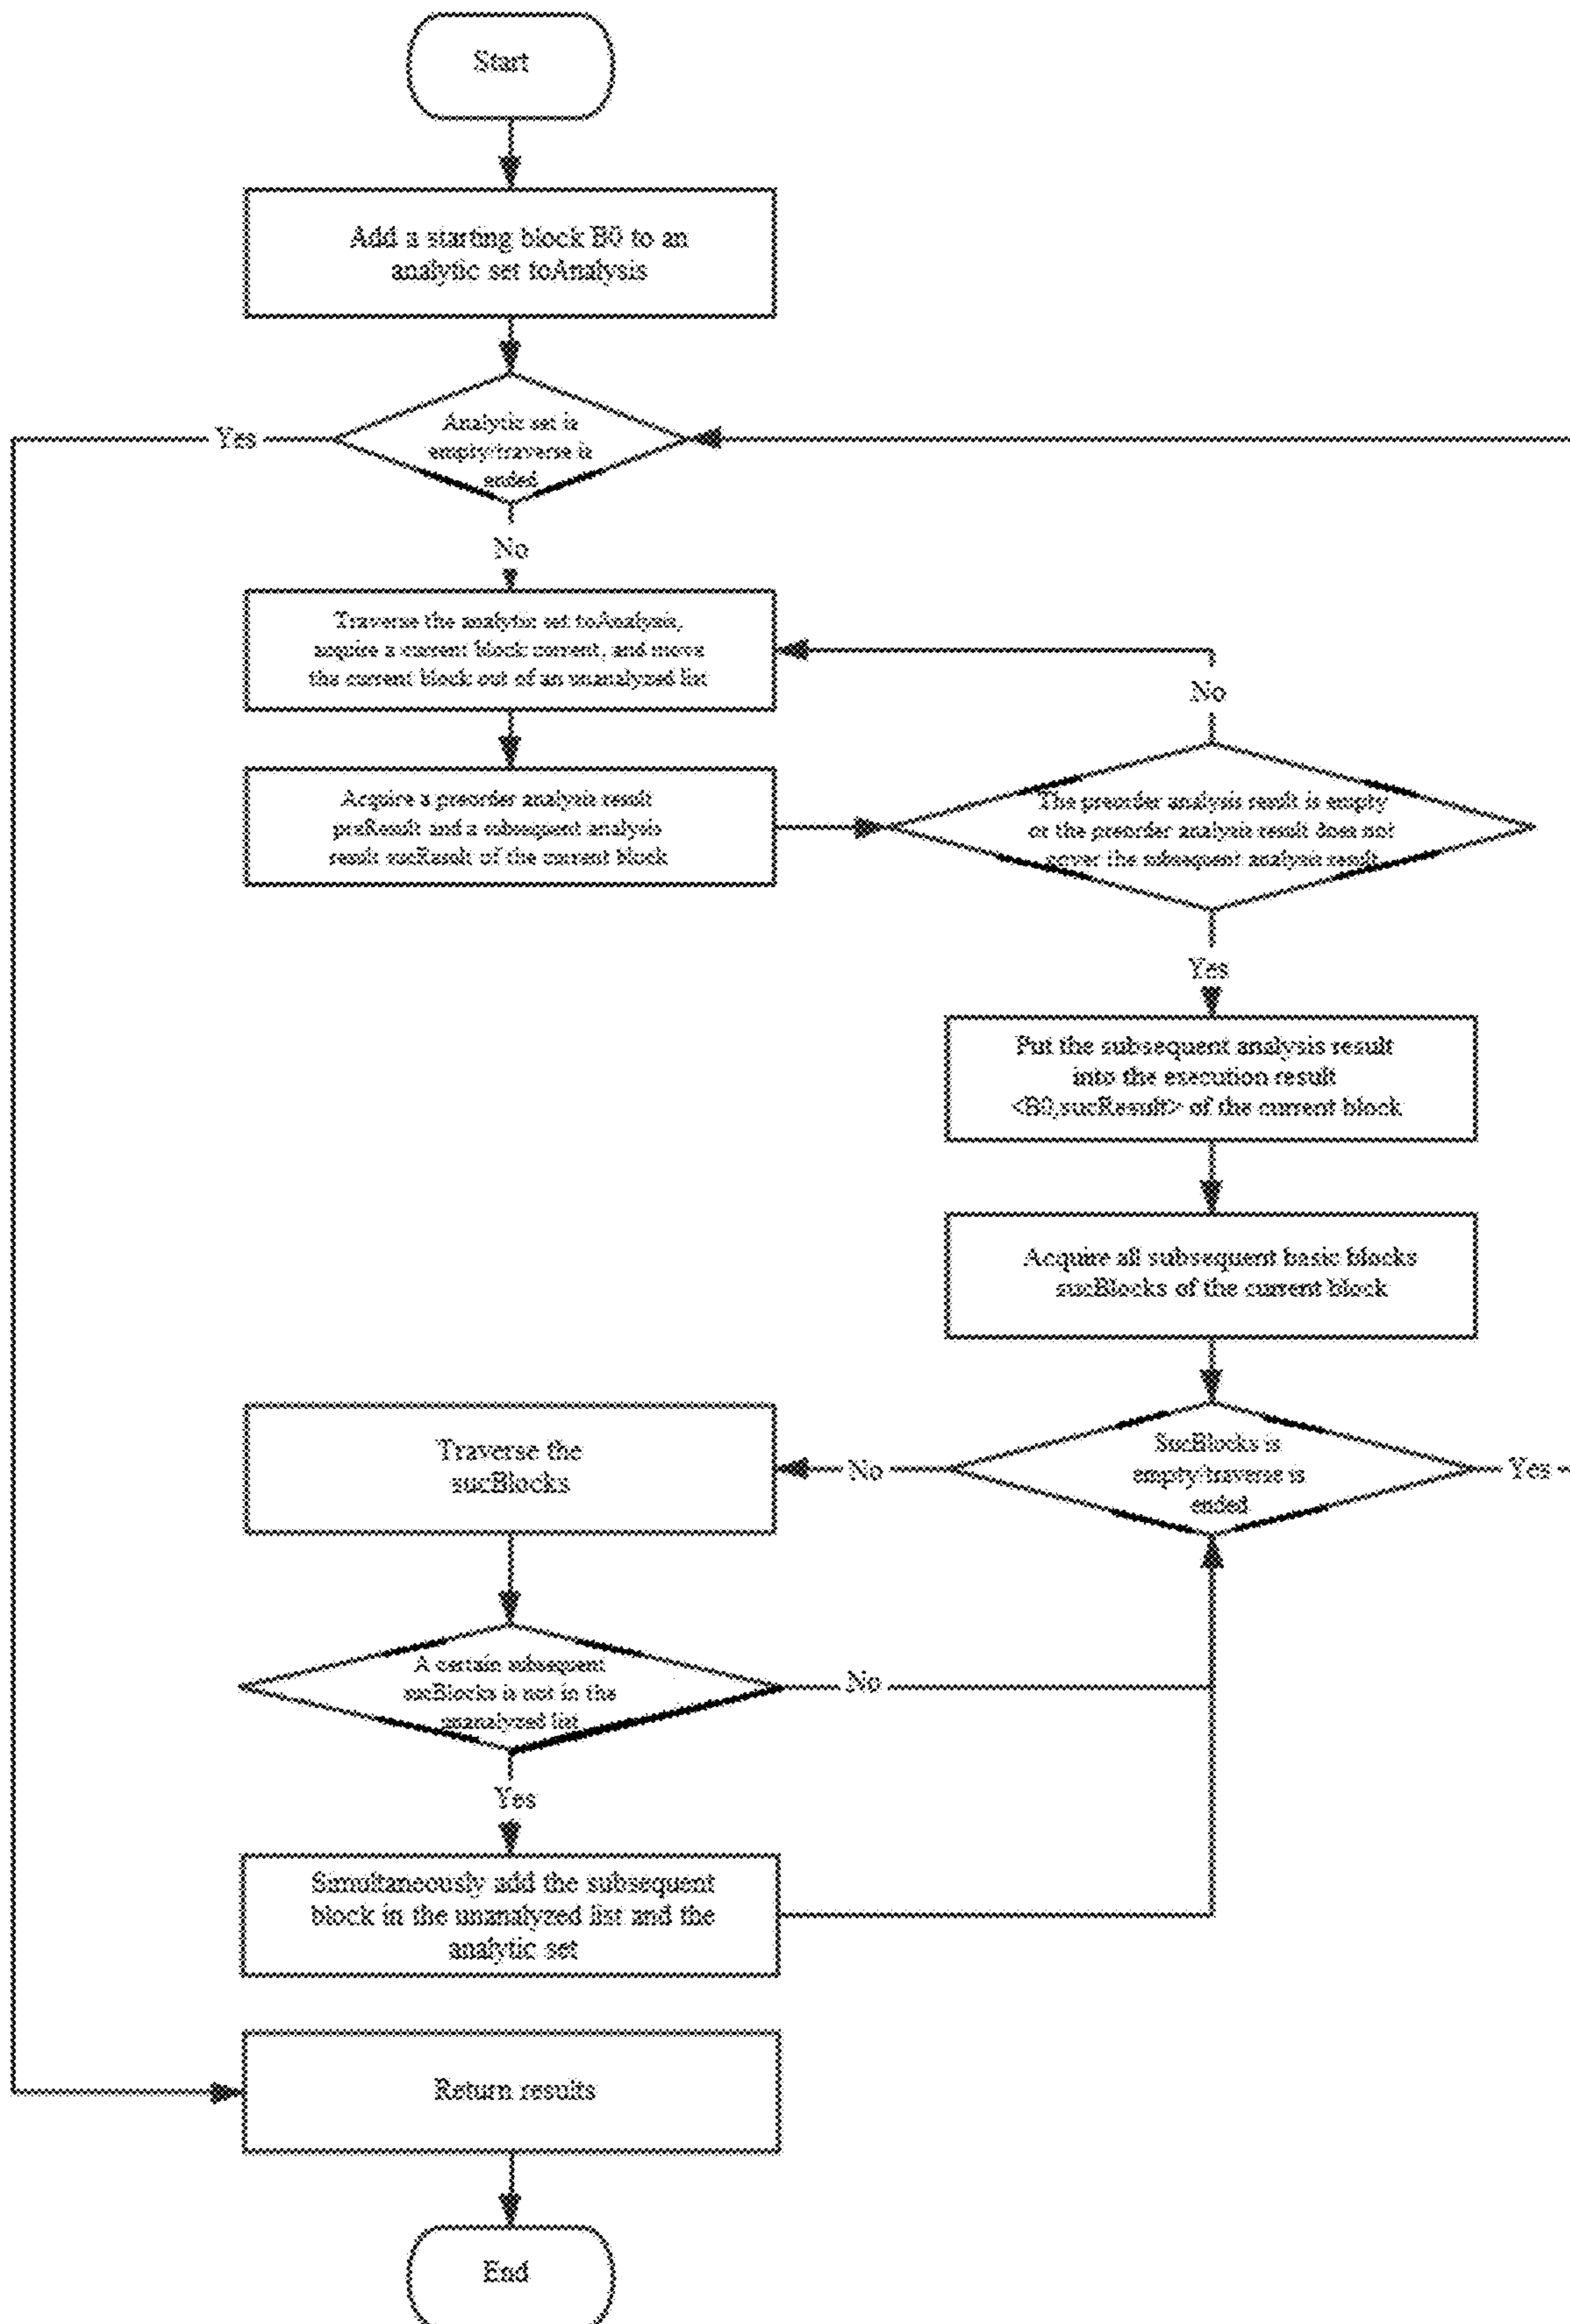 Start
Add a starting block B0 to an
analytic set toAnalysis
Analytic set is
empty/traverse is
ended
Yes
No
Traverse the analytic set toAnalysis,
acquire a current block current, and move
the current block out of an unanalyzed list
No
Acquire a preorder analysis result
preResult and a subsequent analysis
result sucResult of the current block
The preorder analysis result is empty
or the preorder analysis result does not
cover the subsequent analysis result
Yes
Put the subsequent analysis result
into the execution result
<B0,sucResult> of the current block
Acquire all subsequent basic blocks
sucBlocks of the current block
SucBlocks is
empty/traverse is
ended
Yes
No
Traverse the
sucBlocks
A certain subsequent
sucBlocks is not in the
unanalyzed list
No
Yes
Simultaneously add the subsequent
block in the unanalyzed list and the
analytic set
Return results
End